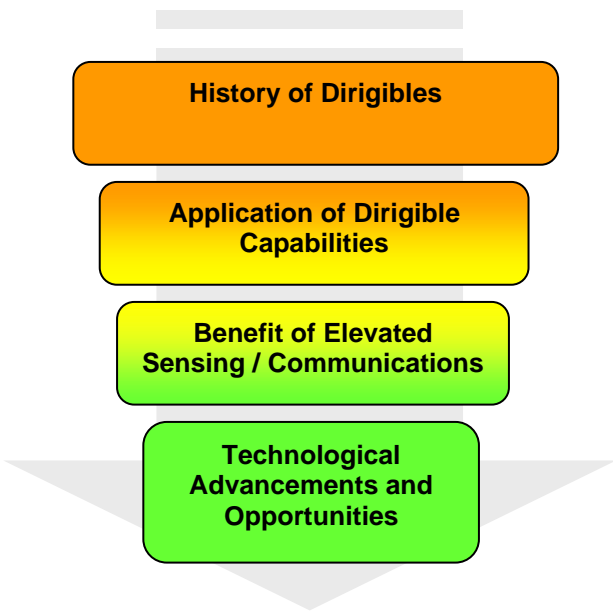 History of Dirigibles
Application of Dirigible
Capabilities
Benefit of Elevated
Sensing / Communications
Technological
Advancements and
Opportunities